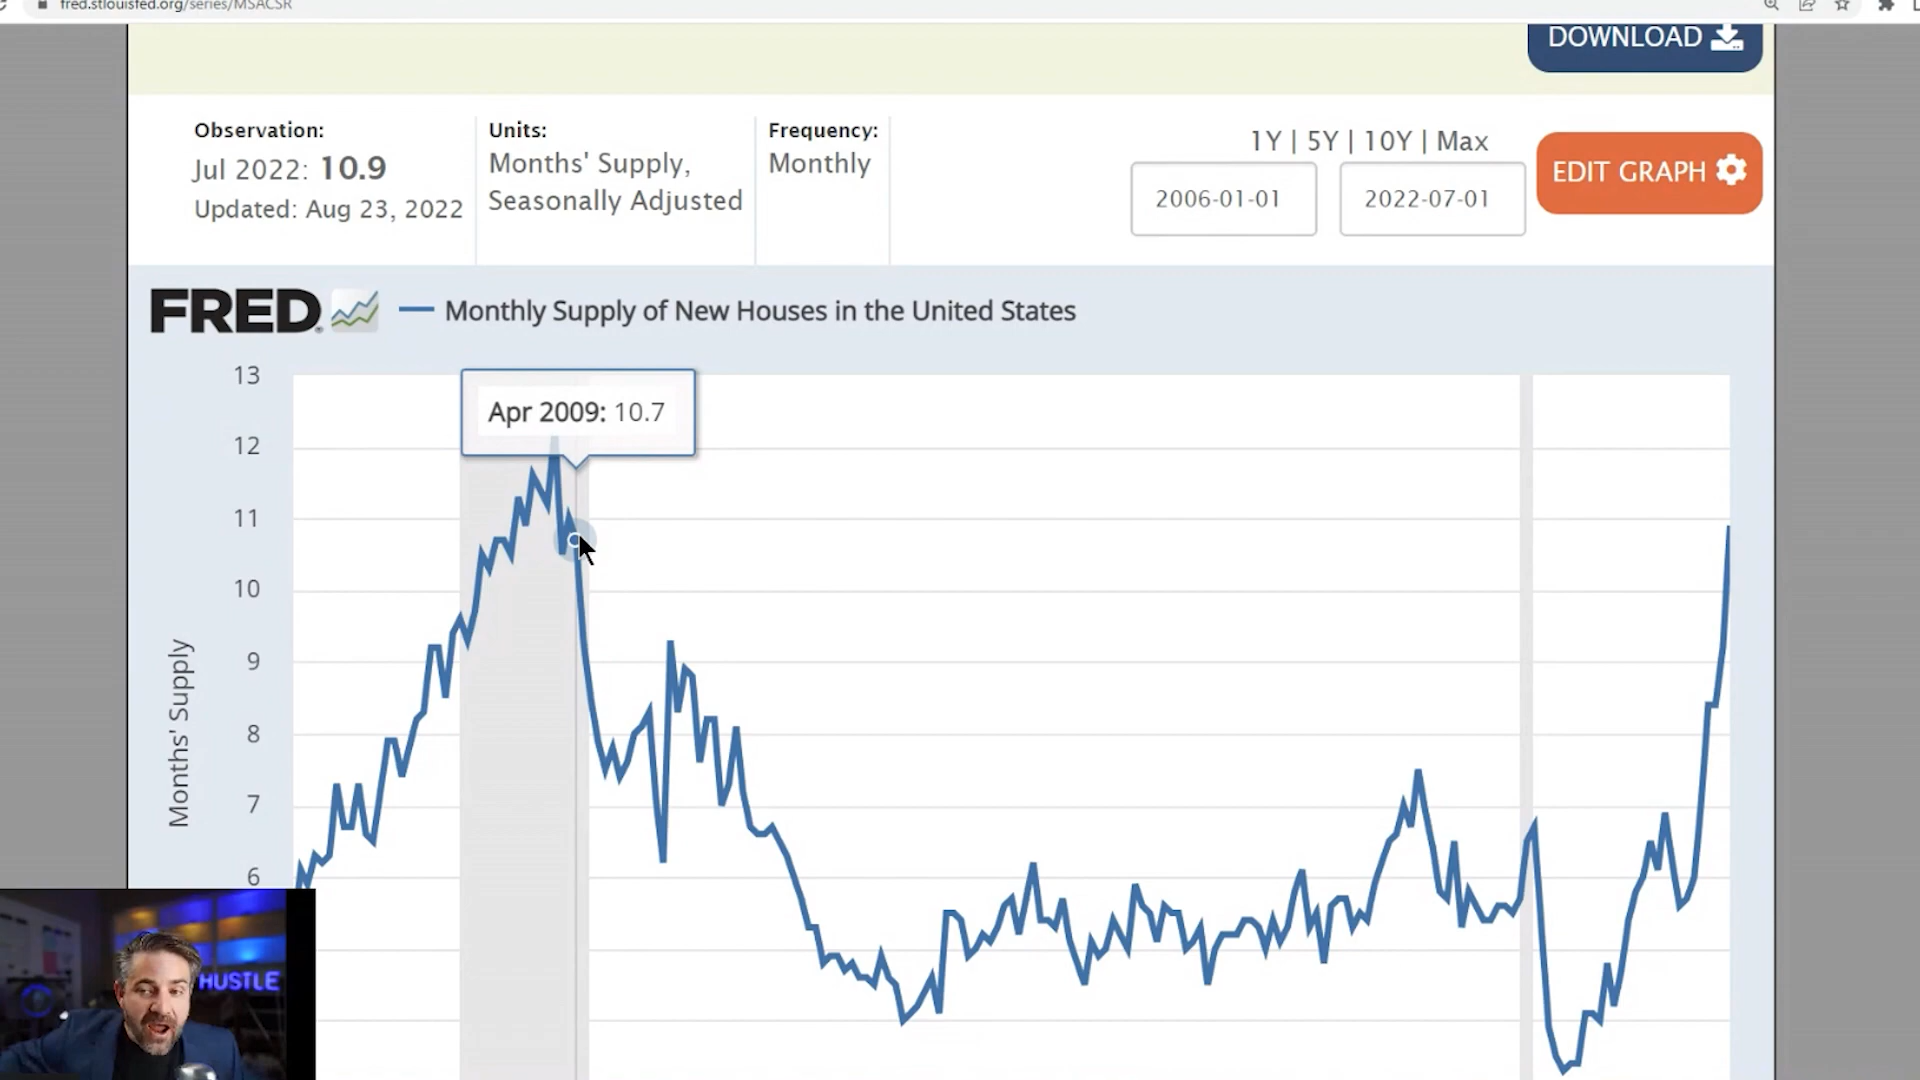 fred.stlouisfed.org/series/MSACSR
DOWNLOAD
Observation:
Jul 2022: 10.9
Updated: Aug 23, 2022
Units:
Months' Supply,
Seasonally Adjusted
Frequency:
Monthly
1Y | 5Y | 10Y | Max
2006-01-01
2022-07-01
EDIT GRAPH
FRED
Monthly Supply of New Houses in the United States
Apr 2009: 10.7
Months' Supply
13
12
11
10
9
8
7
6
HUSTLE